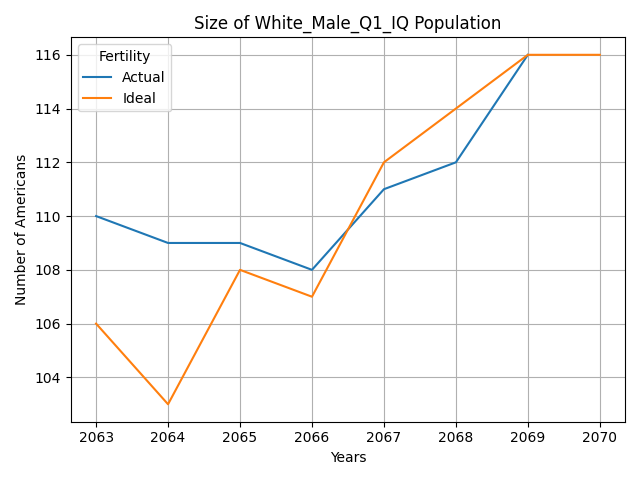 Size of White_Male_Q1_IQ Population
Fertility
Actual
Ideal
Number of Americans
116
114
112
110
108
106
104
2063 2064 2065 2066 2067 2068 2069 2070
Years